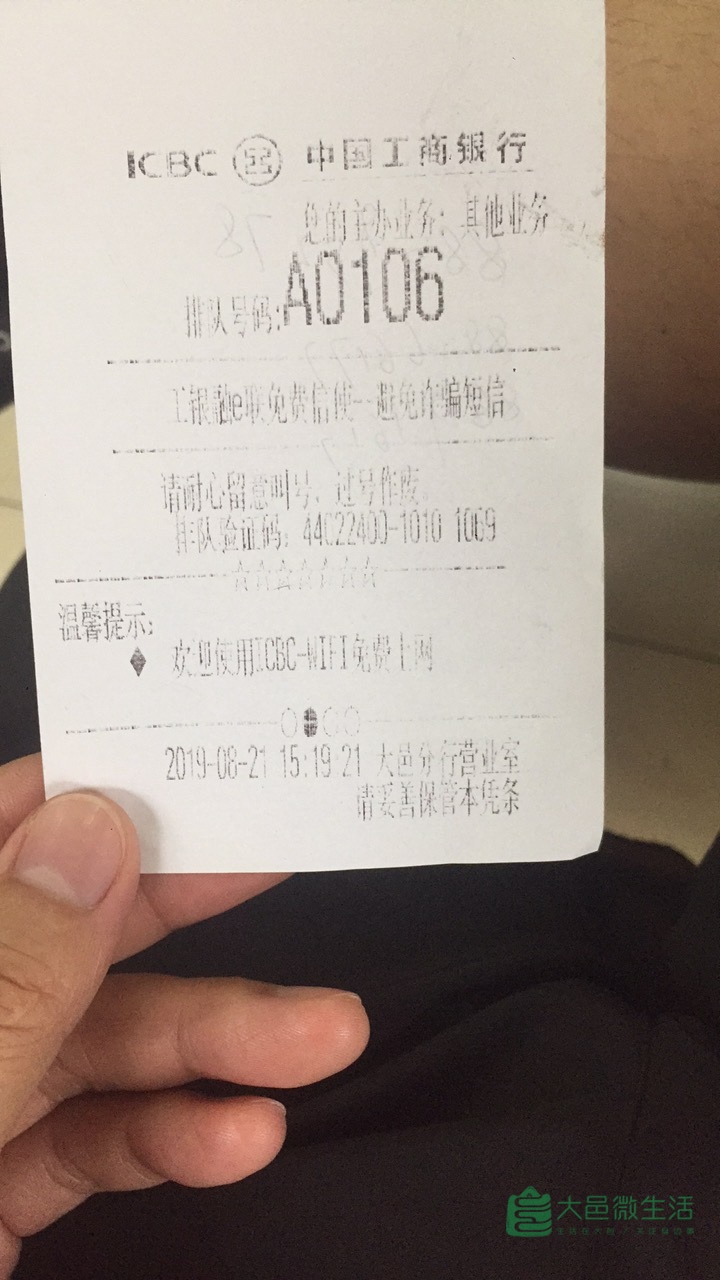 ICBC 中国工商银行
您的主办业务：其他业务
排队号码:A0106
工银融e联免费信使--避免诈骗短信
请耐心留意叫号，过号作废。
排队验证码：44022400-1010 1069
☆☆☆☆☆☆☆
温馨提示:
◆ 欢迎使用ICBC-WIFI免费上网
2019-08-21 15:19:21 大邑分行营业室
请妥善保管本凭条
大邑微生活